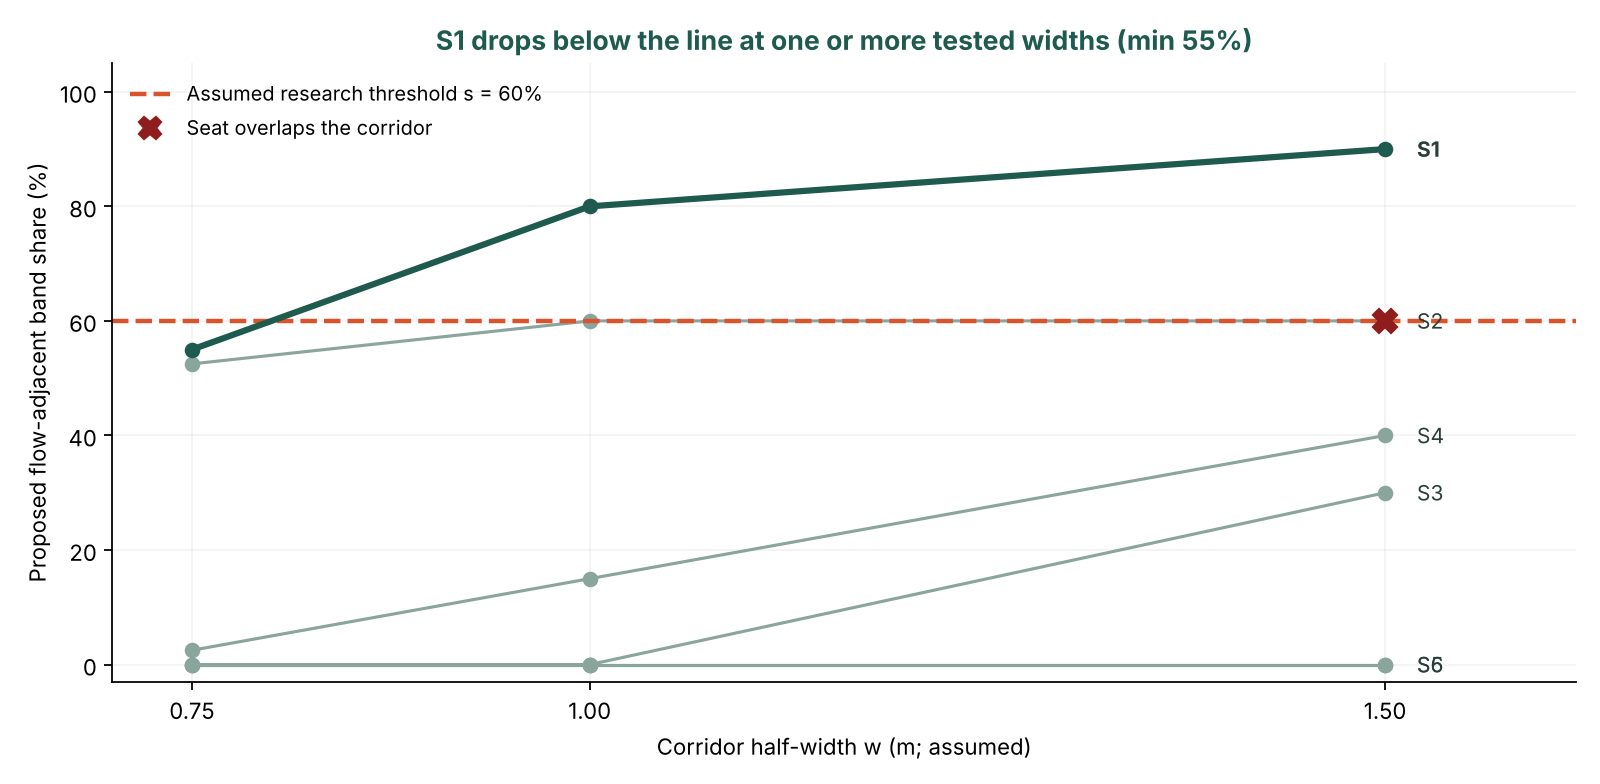 S1 drops below the line at one or more tested widths (min 55%)
Assumed research threshold s = 60%
Seat overlaps the corridor
Proposed flow-adjacent band share (%)
100
80
60
40
20
0
S1
S2
S4
S3
0.75
1.00
1.50
Corridor half-width w (m; assumed)